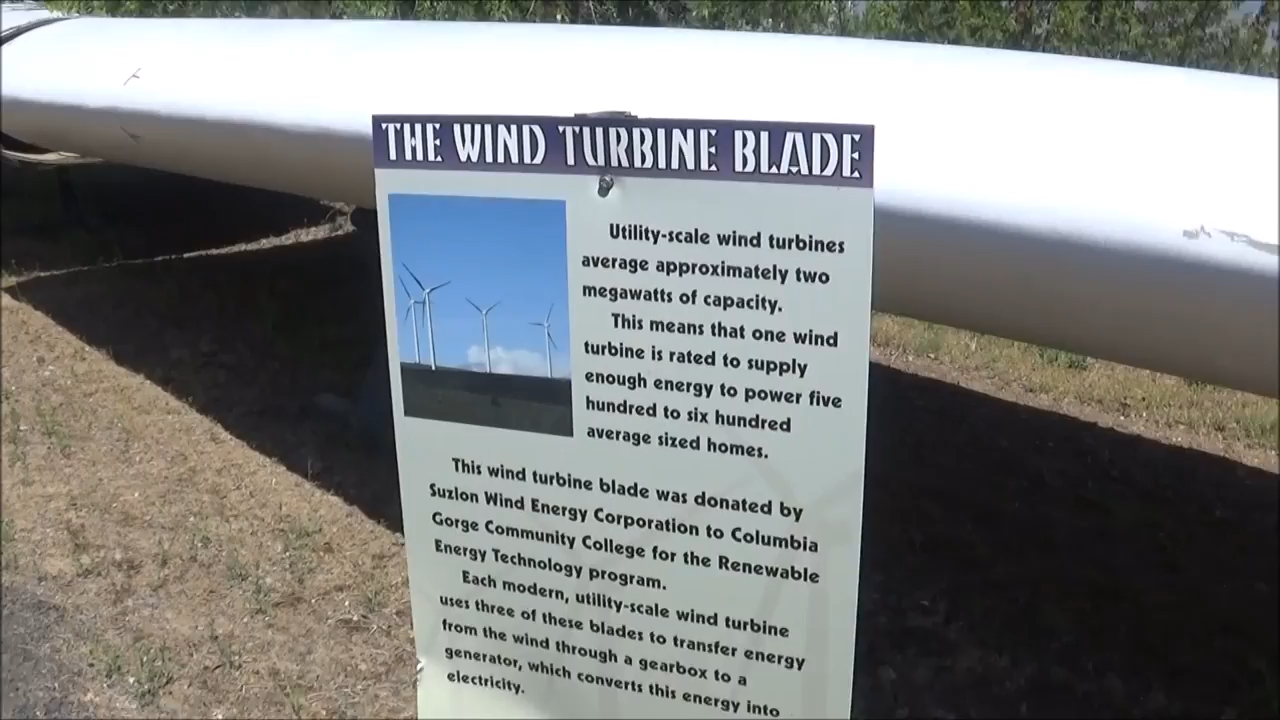 THE WIND TURBINE BLADE
Utility-scale wind turbines
average approximately two
megawatts of capacity.
This means that one wind
turbine is rated to supply
enough energy to power five
hundred to six hundred
average sized homes.
This wind turbine blade was donated by
Suzlon Wind Energy Corporation to Columbia
Gorge Community College for the Renewable
Energy Technology program.
Each modern, utility-scale wind turbine
uses three of these blades to transfer energy
from the wind through a gearbox to a
generator, which converts this energy into
electricity.